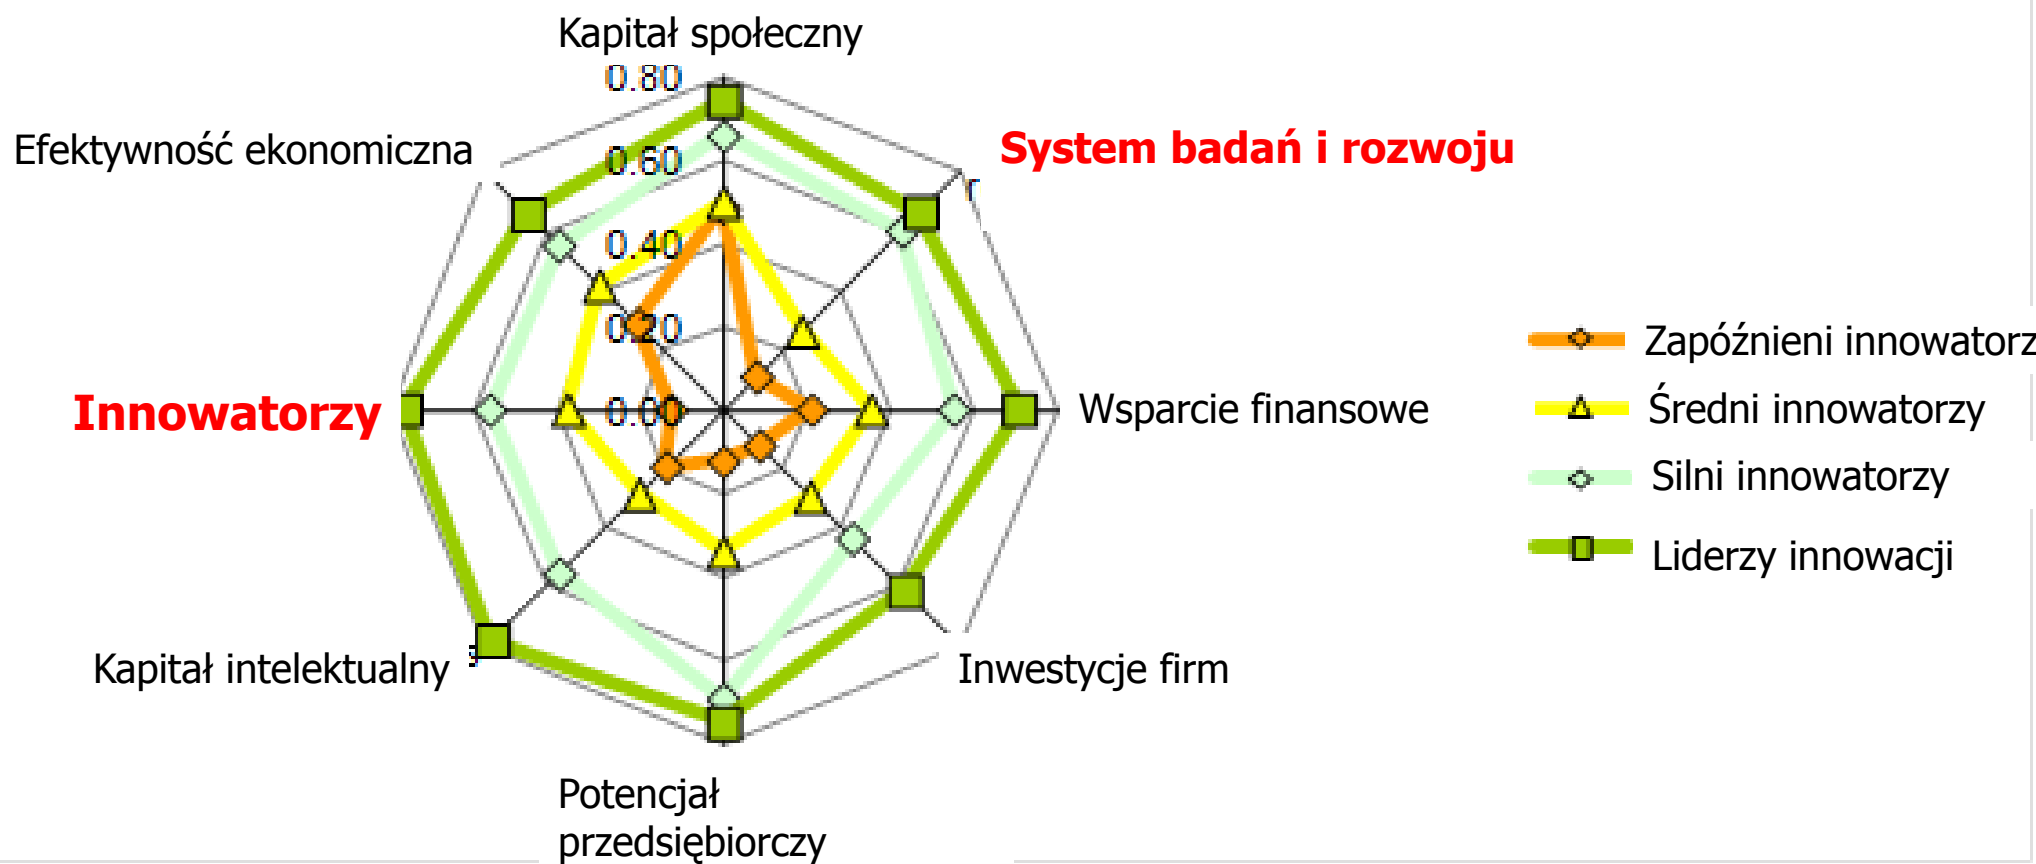 Kapitał społeczny
0.80
Efektywność ekonomiczna
System badań i rozwoju
0.60
0.40
0.20
Zapóźnieni innowatorz
Innowatorzy
0.00
Wsparcie finansowe
Średni innowatorzy
Silni innowatorzy
Liderzy innowacji
Kapitał intelektualny
Inwestycje firm
Potencjał
przedsiębiorczy